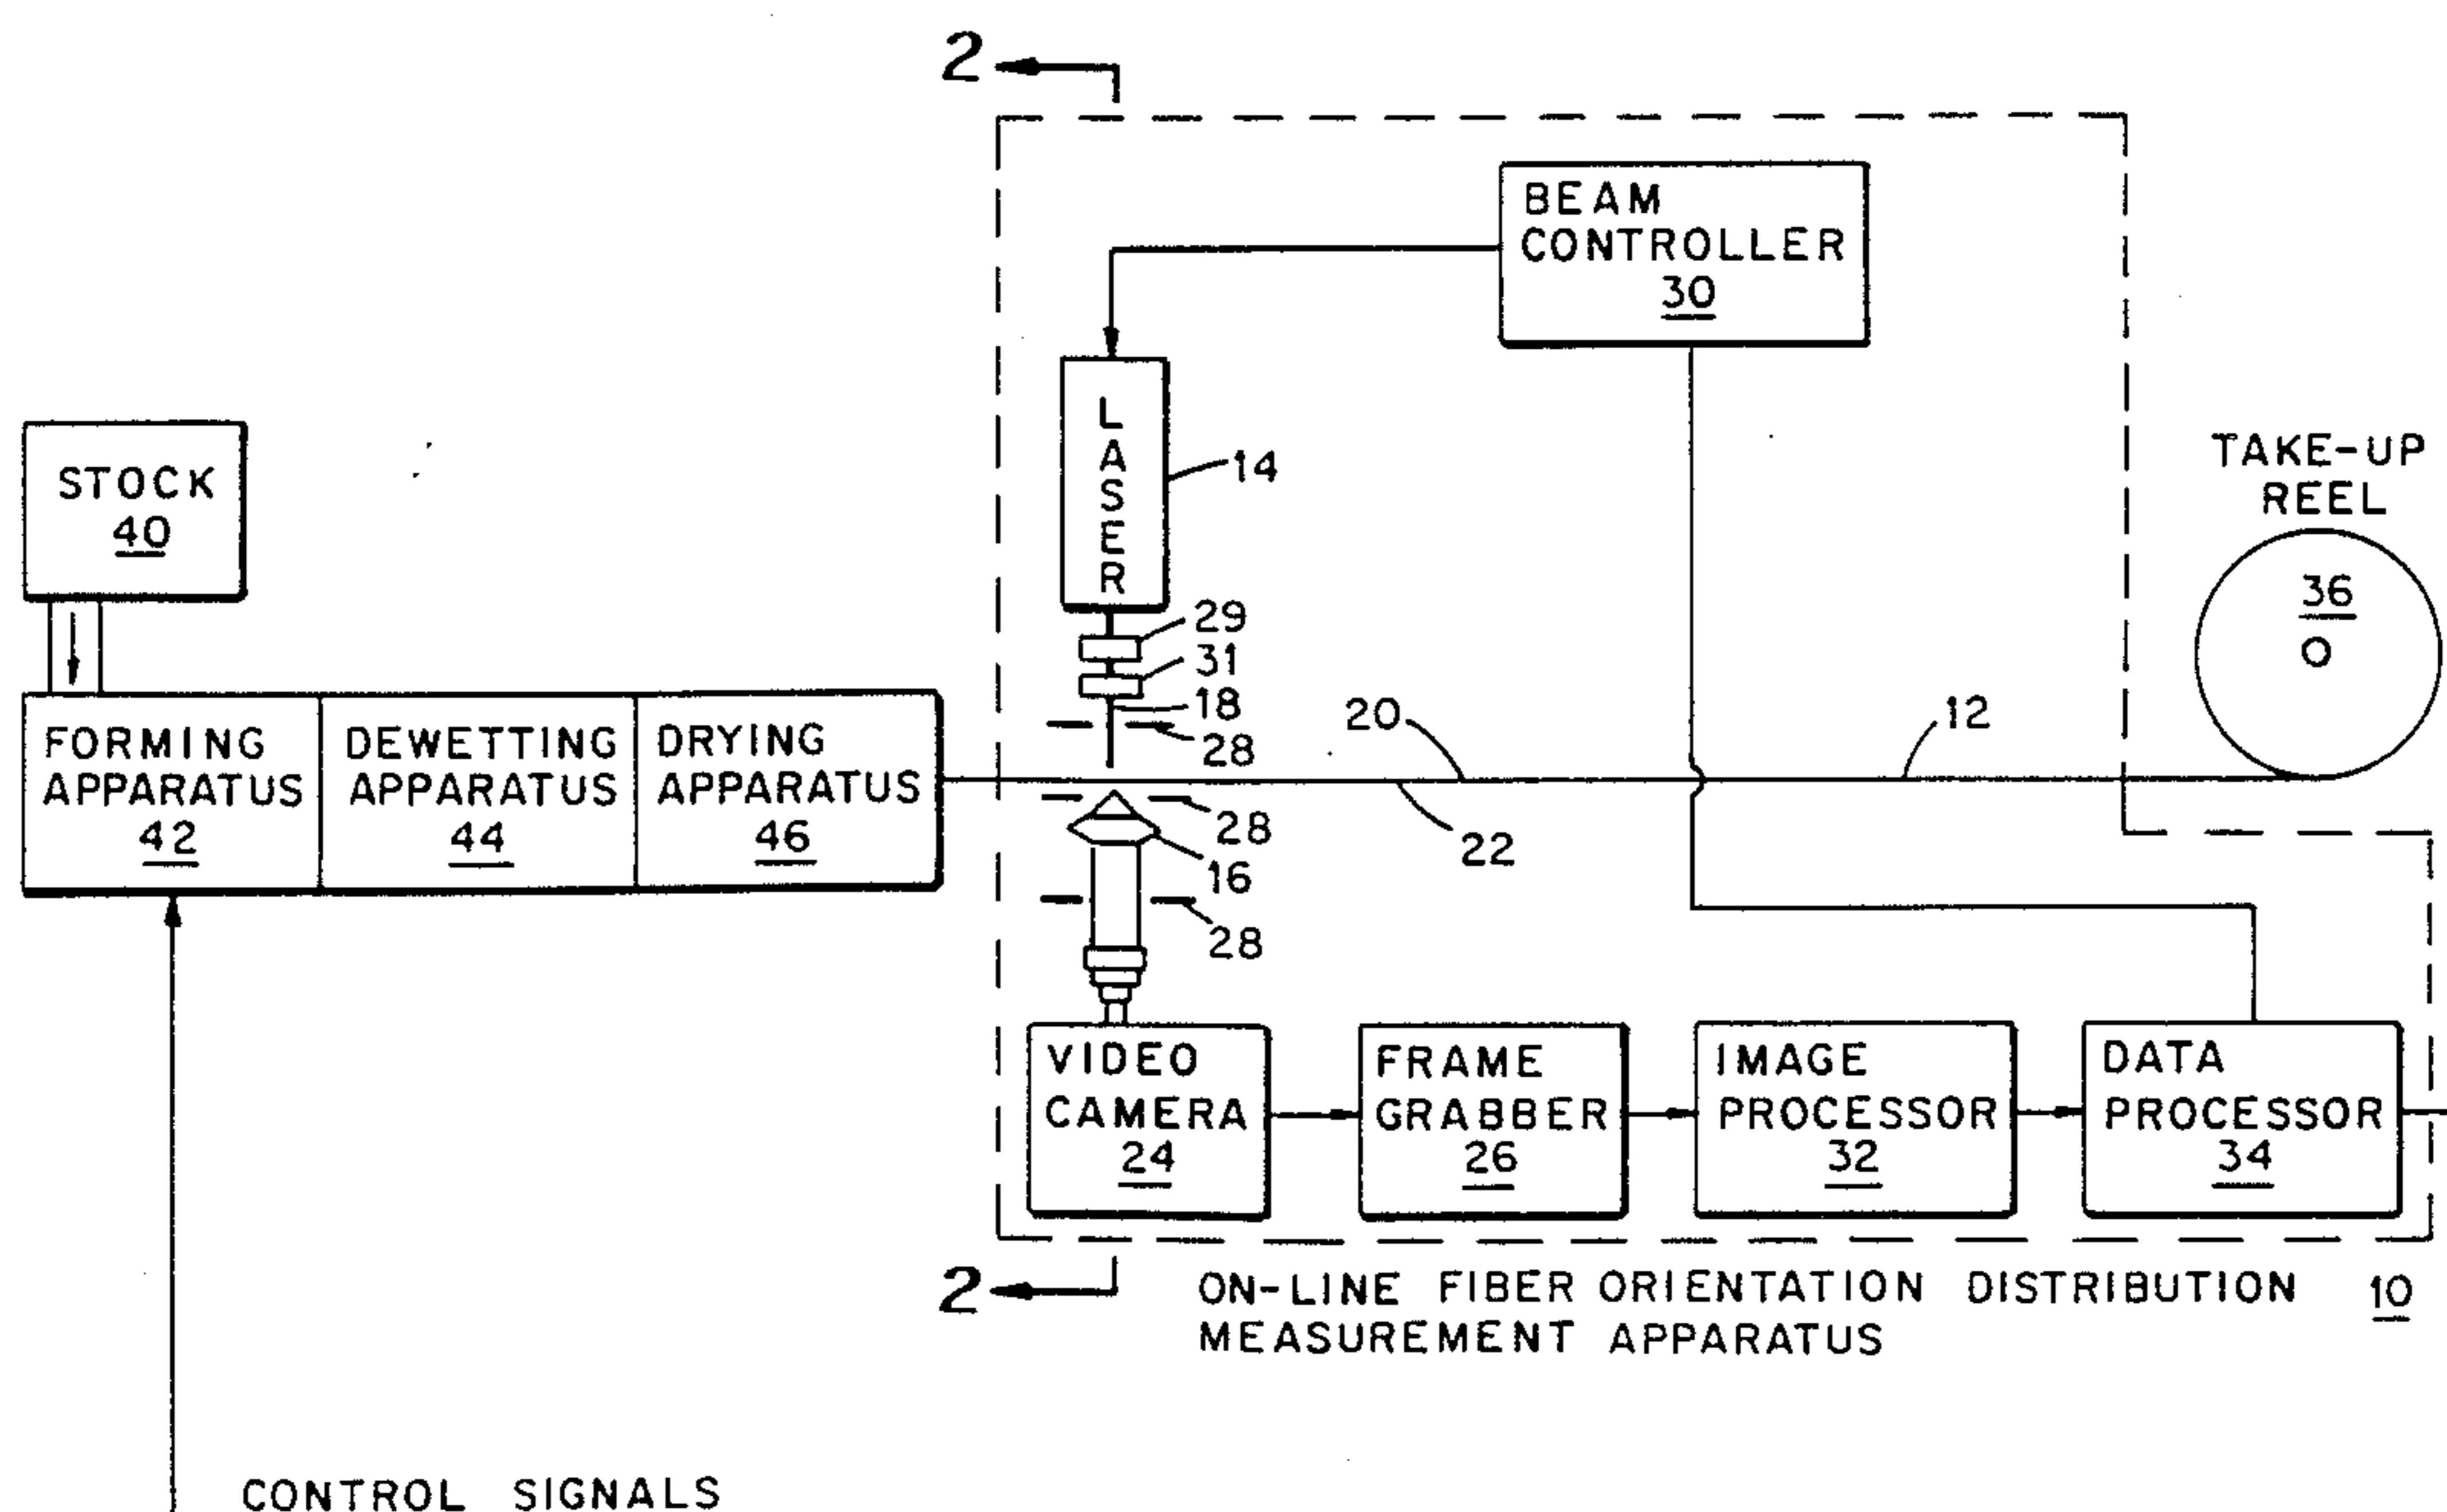 2
BEAM
CONTROLLER
30
LASER
14
STOCK
40
TAKE-UP
REEL
36
29
31
18
28
20
12
FORMING
APPARATUS
42
DEWETTING
APPARATUS
44
DRYING
APPARATUS
46
28
22
16
28
VIDEO
CAMERA
24
FRAME
GRABBER
26
IMAGE
PROCESSOR
32
DATA
PROCESSOR
34
2
ON-LINE FIBER ORIENTATION DISTRIBUTION 10
MEASUREMENT APPARATUS
CONTROL SIGNALS